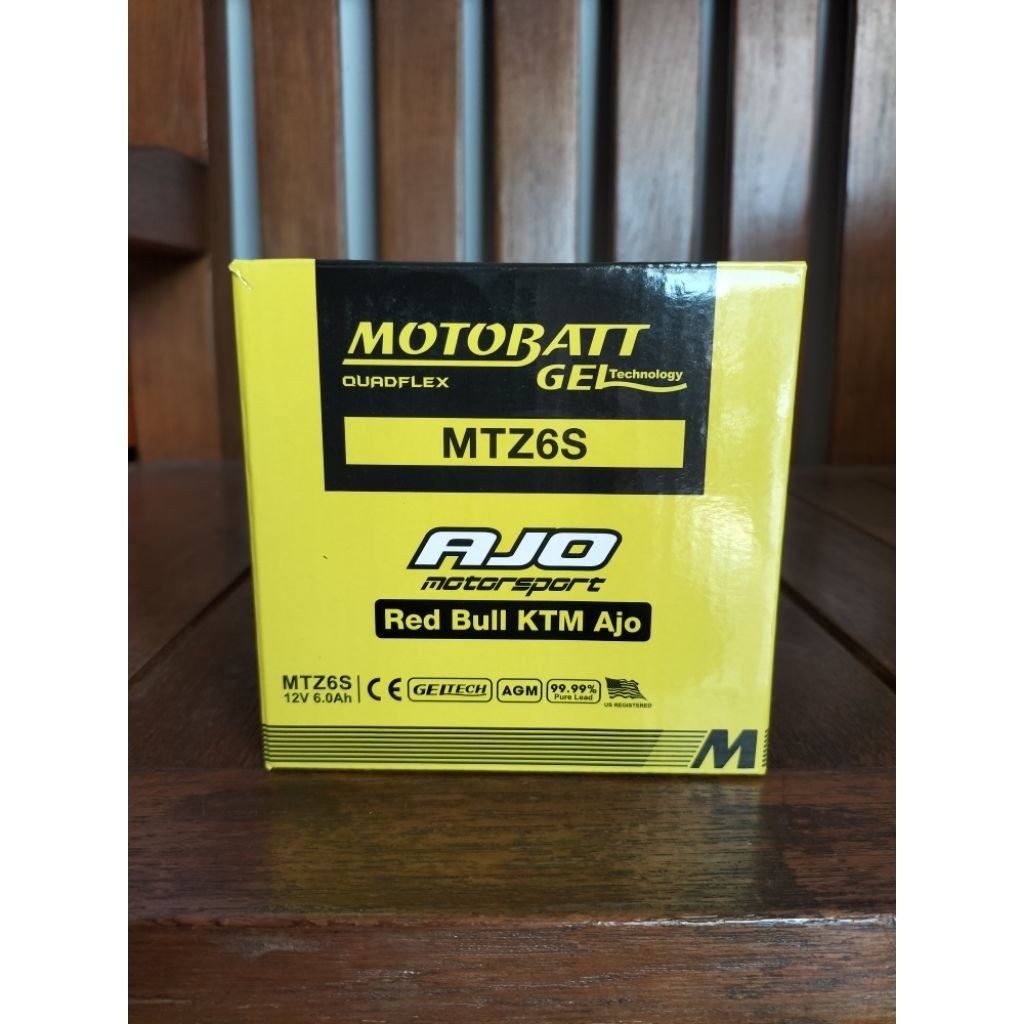 MOTOBATT
QUADFLEX GEL Technology
MTZ6S
AJO
motorsport
Red Bull KTM Ajo
MTZ6S
12V 6.0Ah
CE GELTECH AGM 99.99% Pure Lead US REGISTERED
M